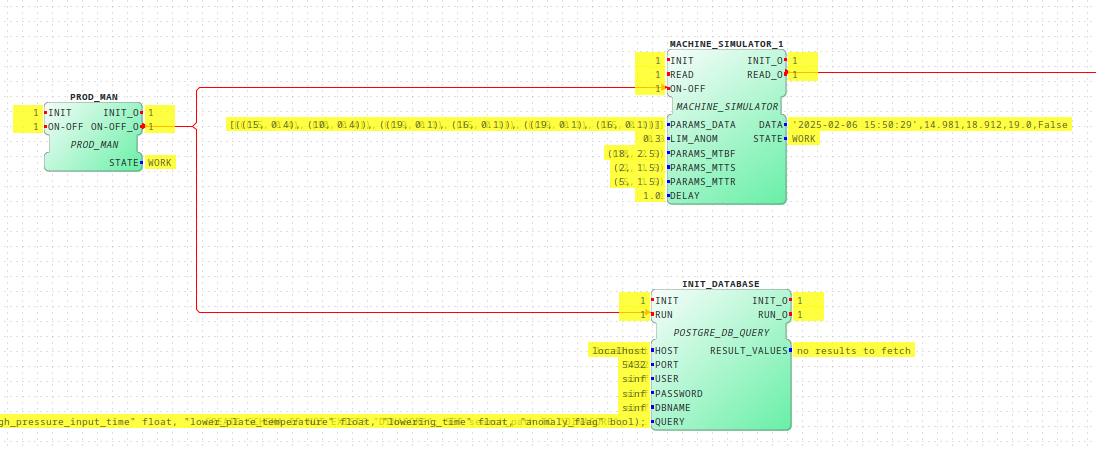 MACHINE_SIMULATOR_1
1 INIT INIT_O 1
1 READ READ_O 1
1 ON-OFF
MACHINE_SIMULATOR
[[(15, 0.4), (10, 0.4)), ((19, 0.1), (16, 0.1)), ((19, 0.1), (16, 0.1))] PARAMS_DATA DATA '2025-02-06 15:50:29',14.981,18.912,19.0,False
0.3 LIM_ANOM STATE WORK
(18, 2.5) PARAMS_MTBF
(2, 1.5) PARAMS_MTTS
(5, 1.5) PARAMS_MTTR
1.0 DELAY
PROD_MAN
1 INIT INIT_O 1
1 ON-OFF ON-OFF_O 1
PROD_MAN
STATE WORK
INIT_DATABASE
1 INIT INIT_O 1
1 RUN RUN_O 1
POSTGRE_DB_QUERY
localhost HOST RESULT_VALUES no results to fetch
5432 PORT
sinf USER
sinf PASSWORD
sinf DBNAME
gh_pressure_input_time" float, "lower_plate_temperature" float, "lowering_time" float, "anomaly_flag" bool); QUERY